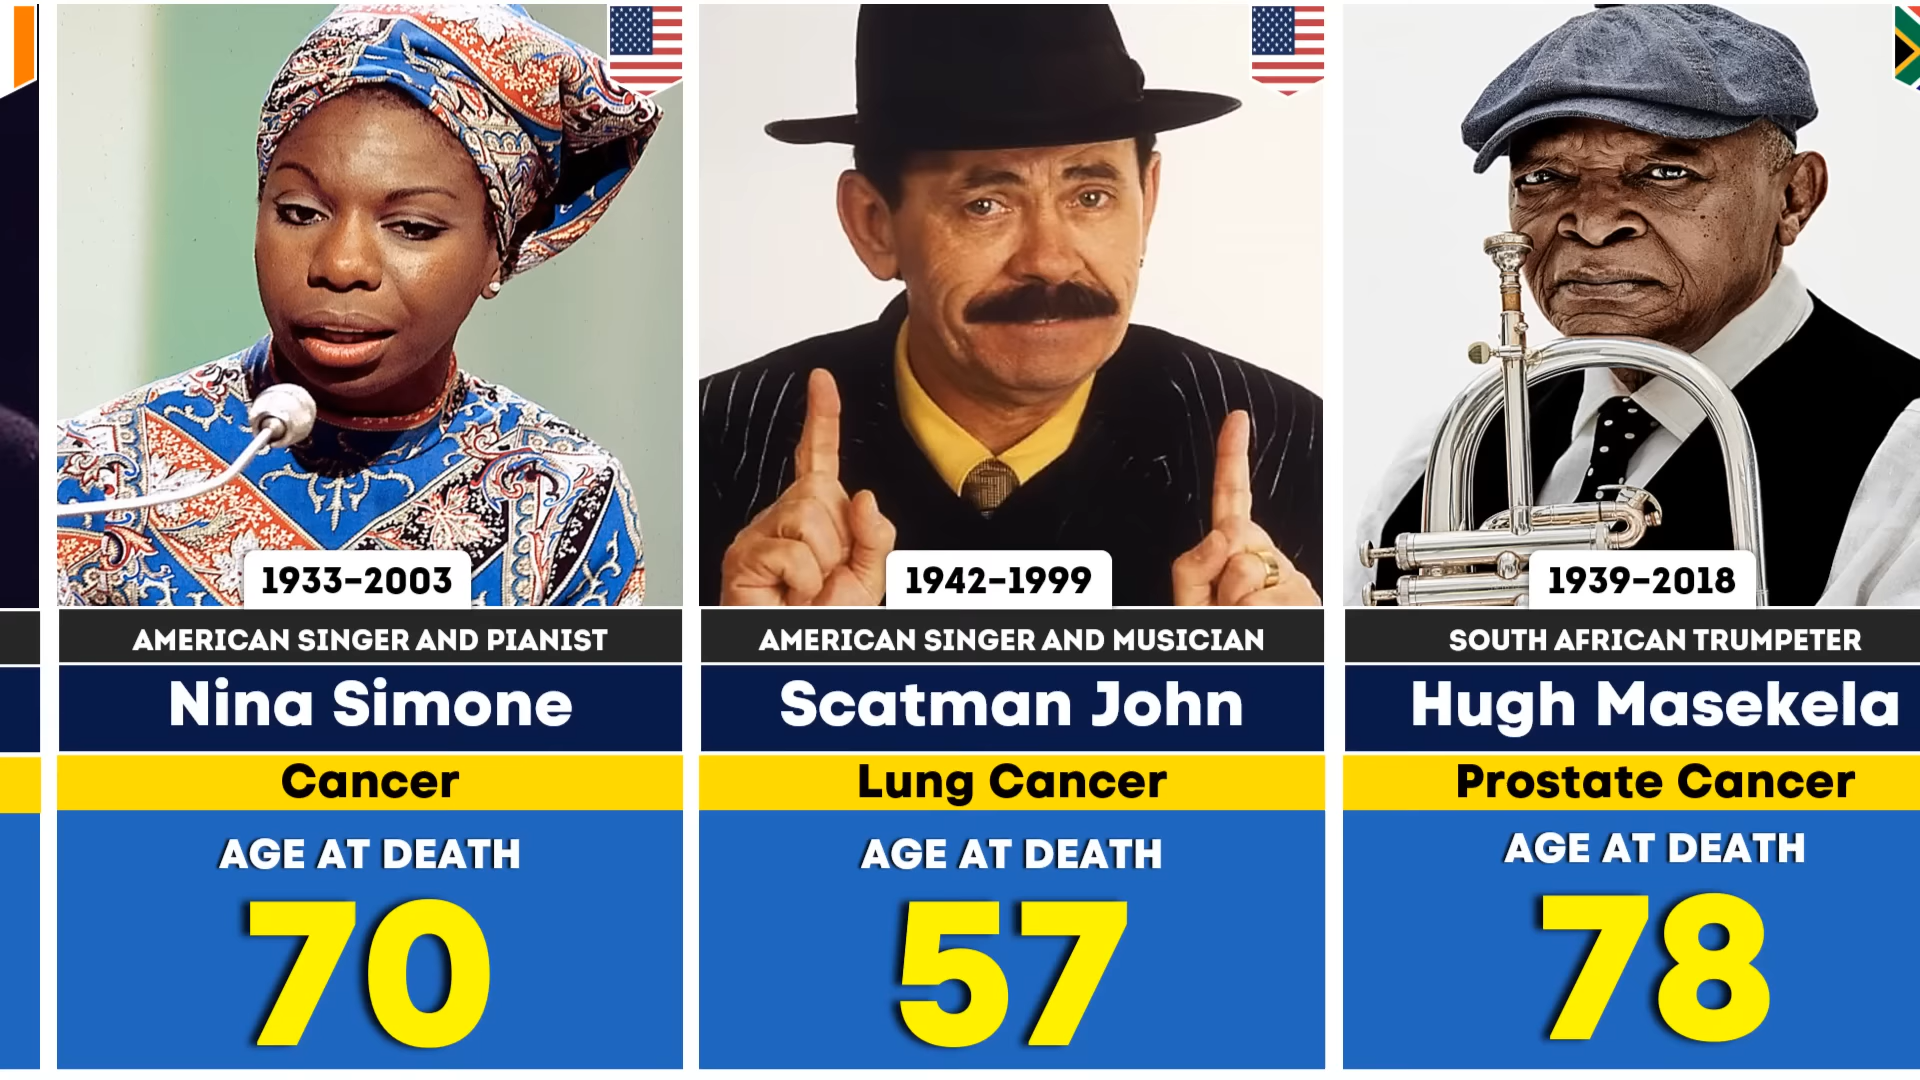 1933-2003
AMERICAN SINGER AND PIANIST
Nina Simone
Cancer
AGE AT DEATH
70
1942-1999
AMERICAN SINGER AND MUSICIAN
Scatman John
Lung Cancer
AGE AT DEATH
57
1939-2018
SOUTH AFRICAN TRUMPETER
Hugh Masekela
Prostate Cancer
AGE AT DEATH
78